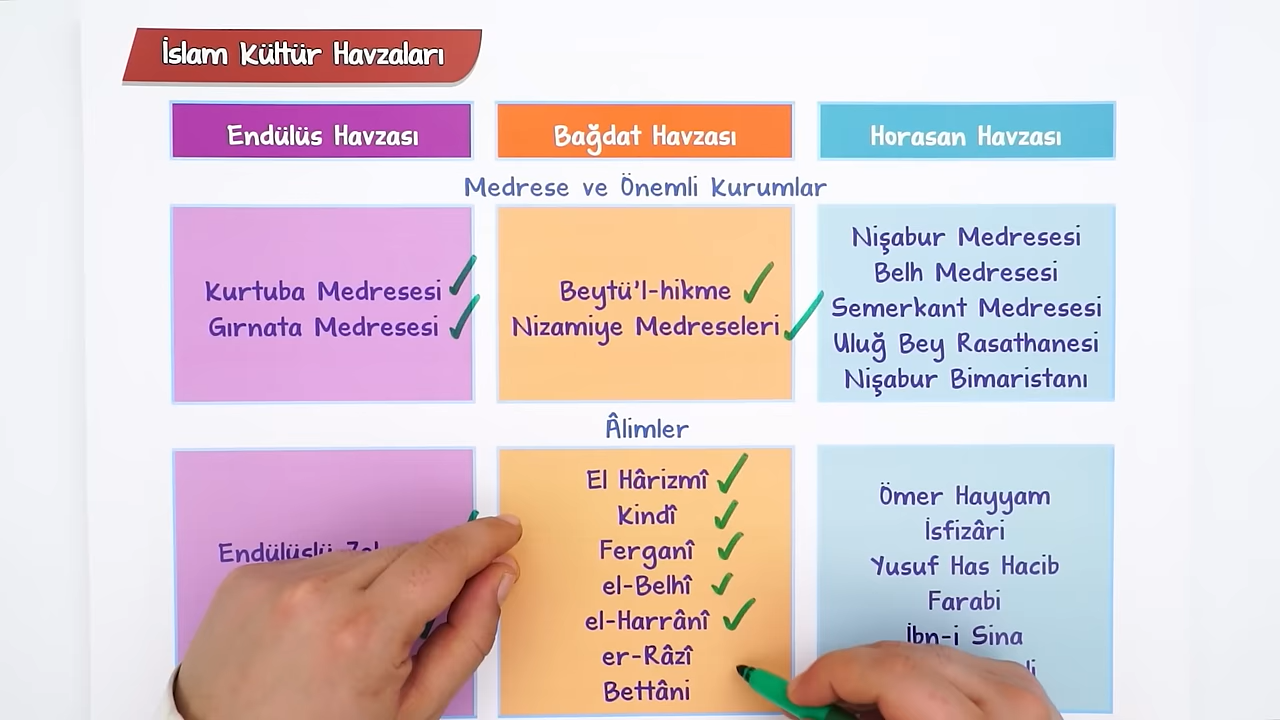 İslam Kültür Havzaları
Endülüs Havzası
Bağdat Havzası
Horasan Havzası
Medrese ve Önemli Kurumlar
Kurtuba Medresesi
Gırnata Medresesi
Beytü'l-hikme
Nizamiye Medreseleri
Nişabur Medresesi
Belh Medresesi
Semerkant Medresesi
Uluğ Bey Rasathanesi
Nişabur Bimaristanı
Âlimler
Endülüslü
El Hârizmî
Kindî
Ferganî
el-Belhî
el-Harrânî
er-Râzî
Bettâni
Ömer Hayyam
İsfizâri
Yusuf Has Hacib
Farabi
İbn-i Sina